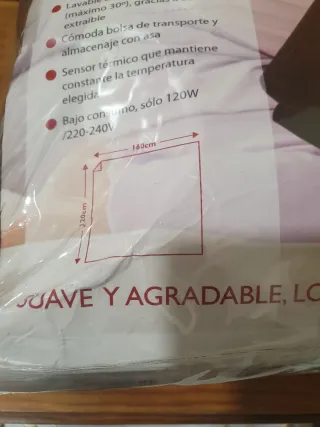 Lavable
(máximo 30º), gracias
extraíble
Cómoda bolsa de transporte y
almacenaje con asa
Sensor térmico que mantiene
constante la temperatura
elegida
Bajo consumo, sólo 120W
/220-240V
160cm
SUAVE Y AGRADABLE, LO